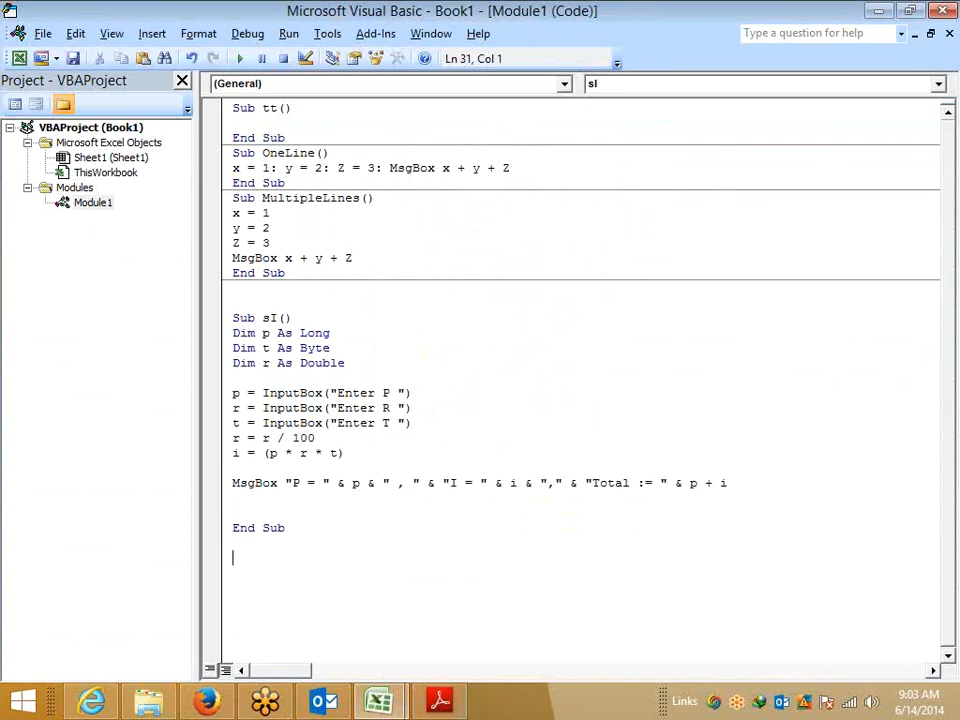 Microsoft Visual Basic - Book1 - [Module1 (Code)]
File Edit View Insert Format Debug Run Tools Add-Ins Window Help
Type a question for help
Ln 31, Col 1
Project - VBAProject
(General)
sI
VBAProject (Book1)
Microsoft Excel Objects
Sheet1 (Sheet1)
ThisWorkbook
Modules
Module1
Sub tt()
End Sub
Sub OneLine()
x = 1: y = 2: Z = 3: MsgBox x + y + Z
End Sub
Sub MultipleLines()
x = 1
y = 2
Z = 3
MsgBox x + y + Z
End Sub
Sub sI()
Dim p As Long
Dim t As Byte
Dim r As Double
p = InputBox("Enter P ")
r = InputBox("Enter R ")
t = InputBox("Enter T ")
r = r / 100
i = (p * r * t)
MsgBox "P = " & p & " , " & "I = " & i & "," & "Total := " & p + i
End Sub
Links
9:03 AM
6/14/2014